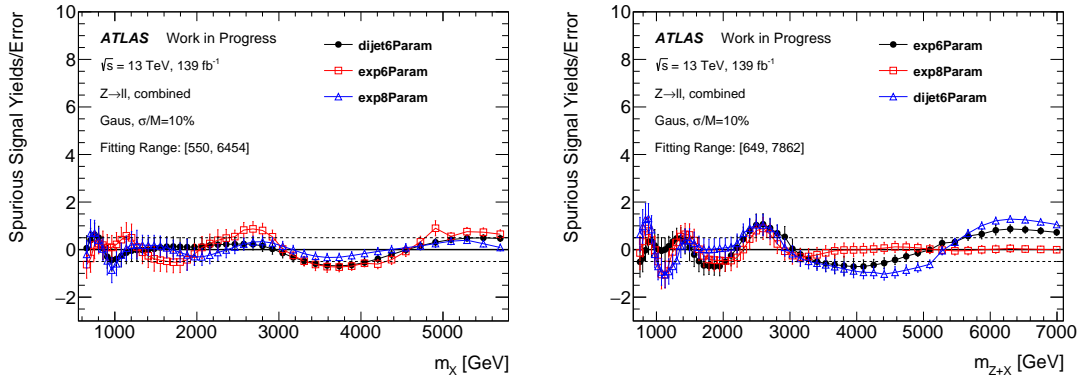 Spurious Signal Yields/Error
10
8
6
4
2
0
−2
ATLAS Work in Progress
√s = 13 TeV, 139 fb-1
Z→ll, combined
Gaus, σ/M=10%
Fitting Range: [550, 6454]
dijet6Param
exp6Param
exp8Param
1000 2000 3000 4000 5000
mX [GeV]
Spurious Signal Yields/Error
10
8
6
4
2
0
−2
ATLAS Work in Progress
√s = 13 TeV, 139 fb-1
Z→ll, combined
Gaus, σ/M=10%
Fitting Range: [649, 7862]
exp6Param
exp8Param
dijet6Param
1000 2000 3000 4000 5000 6000 7000
mZ+X [GeV]